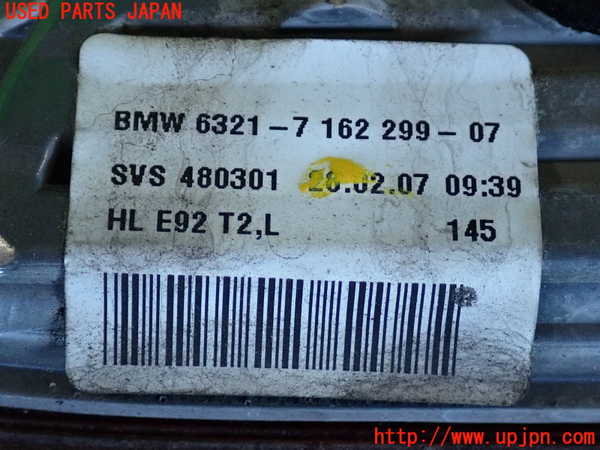 USED PARTS JAPAN
BMW 6321-7 162 299-07
SVS 480301 28.02.07 09:39
HL E92 T2,L 145
http://www.upjpn.com/